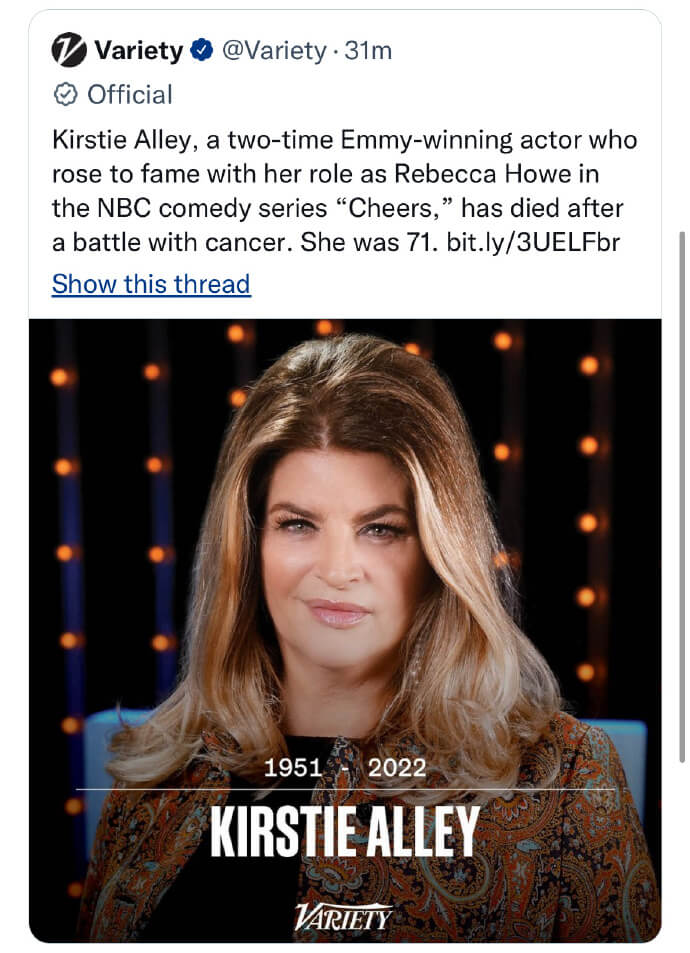 Variety @Variety · 31m
Official
Kirstie Alley, a two-time Emmy-winning actor who
rose to fame with her role as Rebecca Howe in
the NBC comedy series “Cheers,” has died after
a battle with cancer. She was 71. bit.ly/3UELFbr
Show this thread
1951 - 2022
KIRSTIE ALLEY
VARIETY